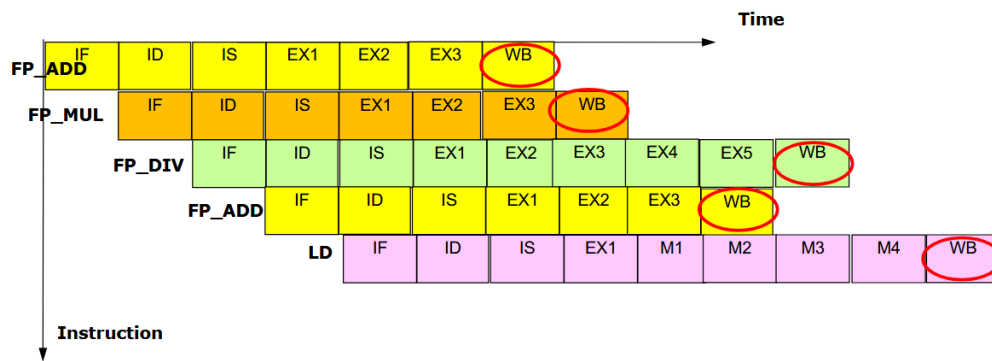 Time
FP_ADD IF ID IS EX1 EX2 EX3 WB
FP_MUL IF ID IS EX1 EX2 EX3 WB
FP_DIV IF ID IS EX1 EX2 EX3 EX4 EX5 WB
FP_ADD IF ID IS EX1 EX2 EX3 WB
LD IF ID IS EX1 M1 M2 M3 M4 WB
Instruction